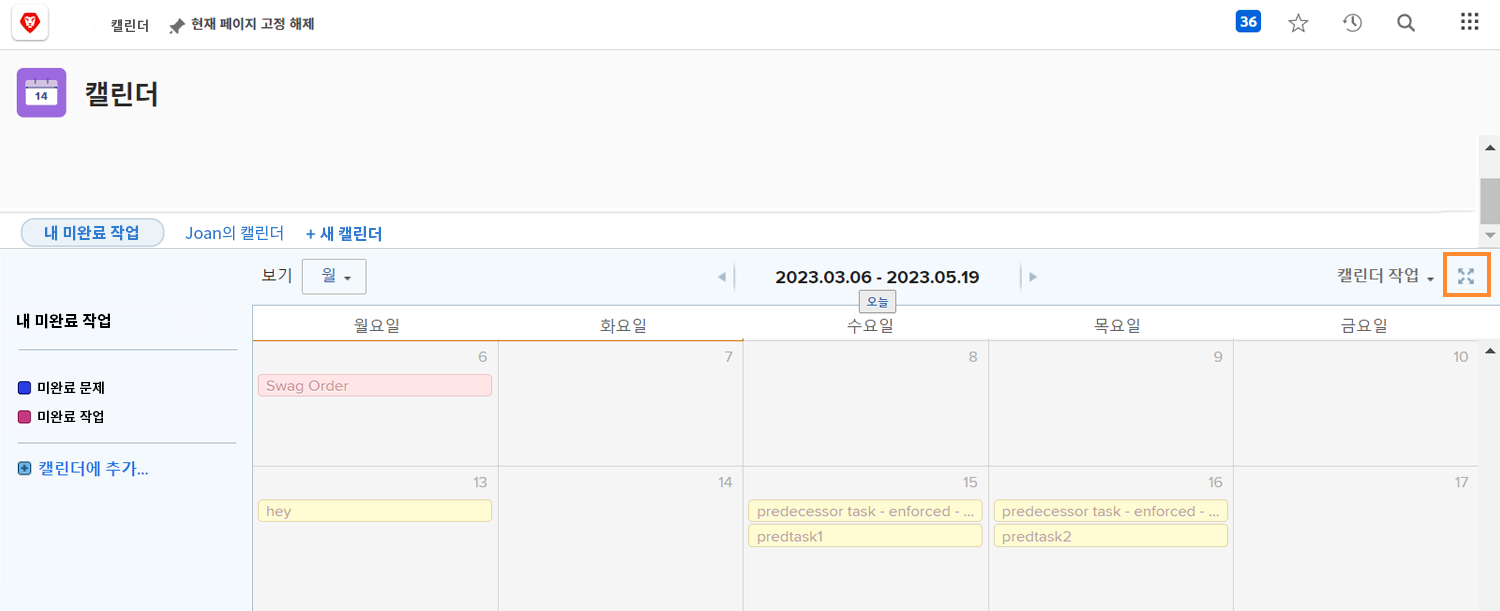 캘린더 현재 페이지 고정 해제 36
14 캘린더
내 미완료 작업 Joan의 캘린더 + 새 캘린더
보기 월 2023.03.06 - 2023.05.19 캘린더 작업
오늘
내 미완료 작업
월요일 화요일 수요일 목요일 금요일
6 7 8 9 10
Swag Order
미완료 문제
미완료 작업
캘린더에 추가...
13 14 15 16 17
hey predecessor task - enforced - ... predecessor task - enforced - ...
predtask1 predtask2